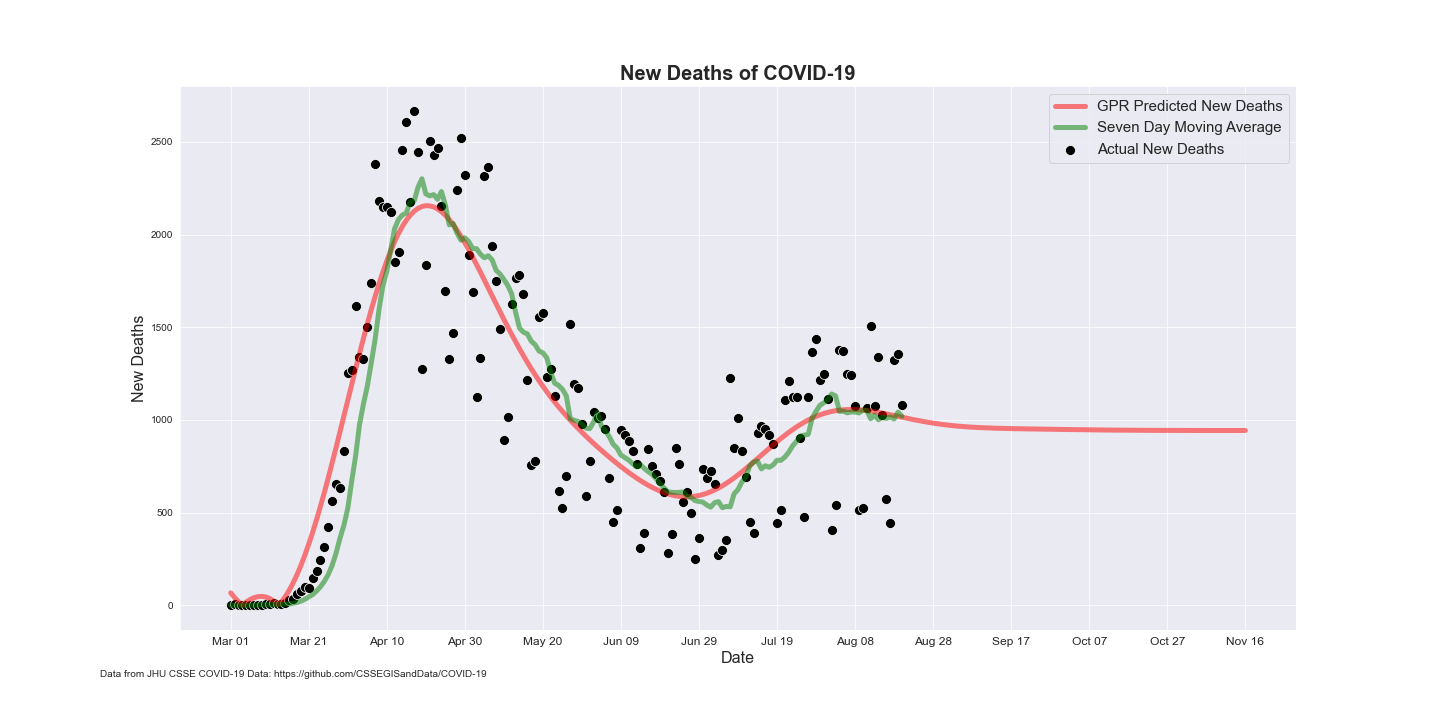 New Deaths of COVID-19
GPR Predicted New Deaths
Seven Day Moving Average
Actual New Deaths
New Deaths
2500
2000
1500
1000
500
0
Mar 01 Mar 21 Apr 10 Apr 30 May 20 Jun 09 Jun 29 Jul 19 Aug 08 Aug 28 Sep 17 Oct 07 Oct 27 Nov 16
Date
Data from JHU CSSE COVID-19 Data: https://github.com/CSSEGISandData/COVID-19